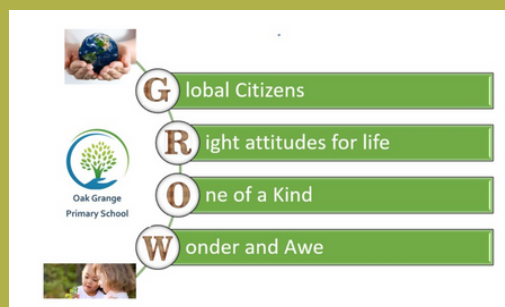 Global Citizens
Right attitudes for life
Oak Grange
Primary School
One of a Kind
Wonder and Awe